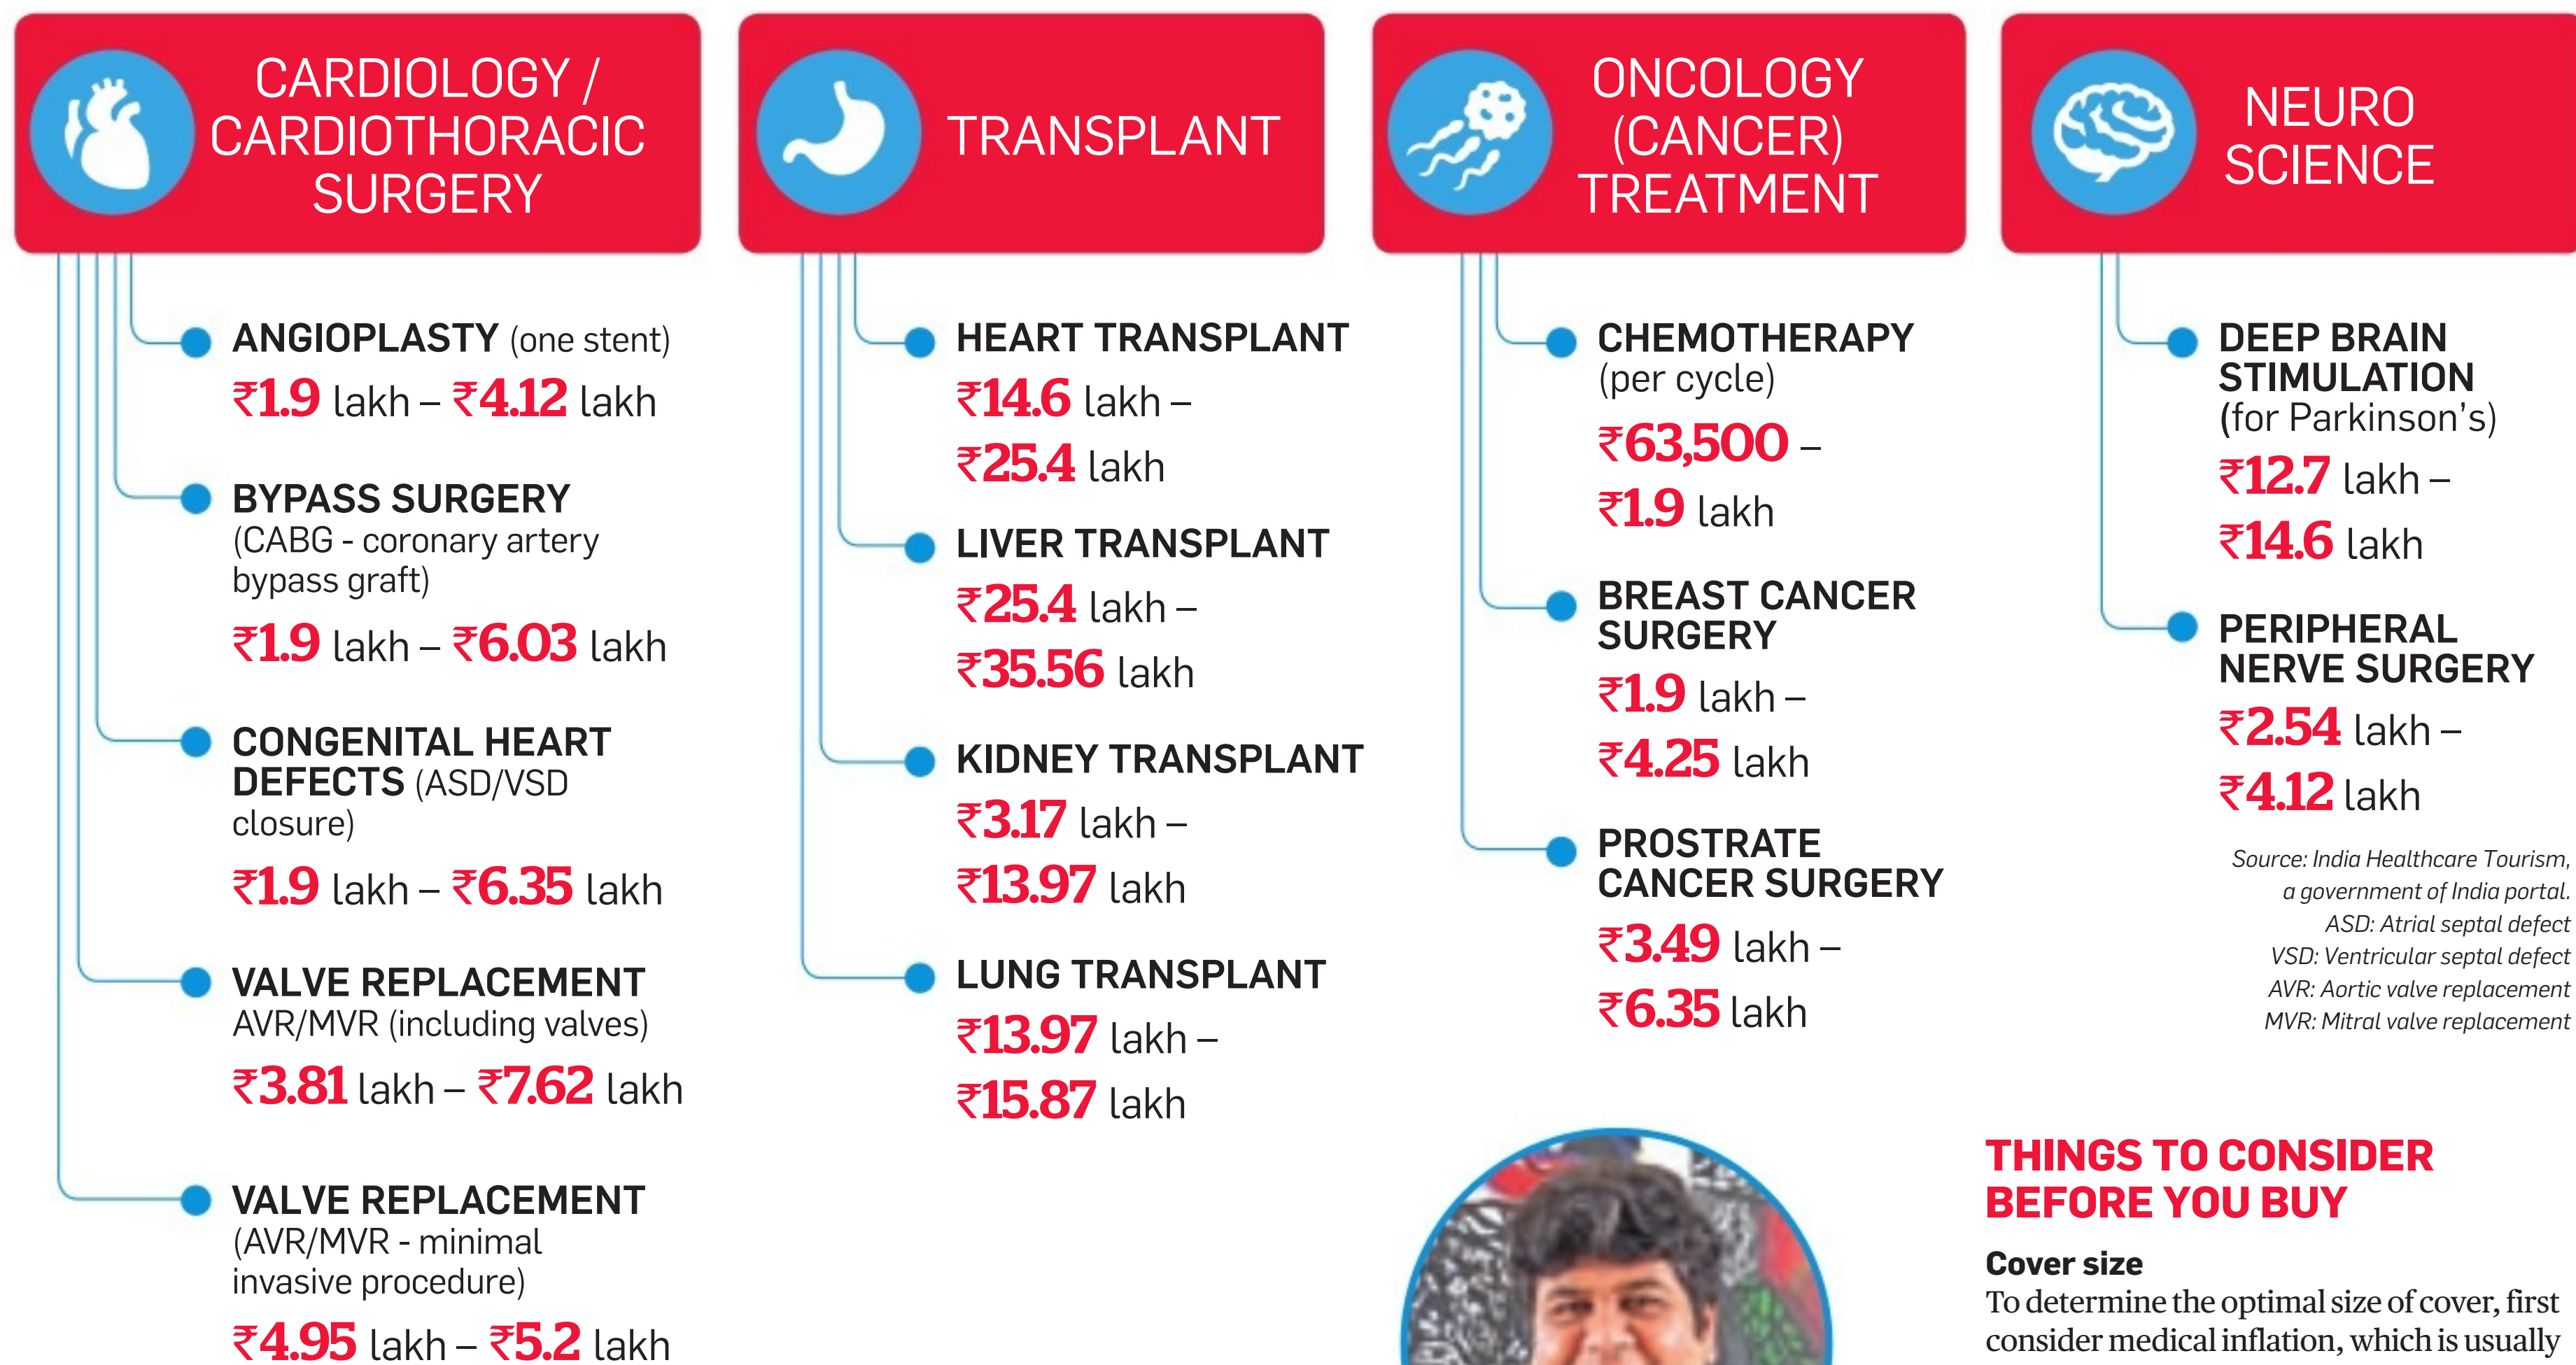 CARDIOLOGY /
CARDIOTHORACIC
SURGERY
ANGIOPLASTY (one stent)
₹1.9 lakh – ₹4.12 lakh
BYPASS SURGERY
(CABG - coronary artery
bypass graft)
₹1.9 lakh – ₹6.03 lakh
CONGENITAL HEART
DEFECTS (ASD/VSD
closure)
₹1.9 lakh – ₹6.35 lakh
VALVE REPLACEMENT
AVR/MVR (including valves)
₹3.81 lakh – ₹7.62 lakh
VALVE REPLACEMENT
(AVR/MVR - minimal
invasive procedure)
₹4.95 lakh – ₹5.2 lakh
TRANSPLANT
HEART TRANSPLANT
₹14.6 lakh –
₹25.4 lakh
LIVER TRANSPLANT
₹25.4 lakh –
₹35.56 lakh
KIDNEY TRANSPLANT
₹3.17 lakh –
₹13.97 lakh
LUNG TRANSPLANT
₹13.97 lakh –
₹15.87 lakh
ONCOLOGY
(CANCER)
TREATMENT
CHEMOTHERAPY
(per cycle)
₹63,500 –
₹1.9 lakh
BREAST CANCER
SURGERY
₹1.9 lakh –
₹4.25 lakh
PROSTRATE
CANCER SURGERY
₹3.49 lakh –
₹6.35 lakh
NEURO
SCIENCE
DEEP BRAIN
STIMULATION
(for Parkinson's)
₹12.7 lakh –
₹14.6 lakh
PERIPHERAL
NERVE SURGERY
₹2.54 lakh –
₹4.12 lakh
Source: India Healthcare Tourism,
a government of India portal.
ASD: Atrial septal defect
VSD: Ventricular septal defect
AVR: Aortic valve replacement
MVR: Mitral valve replacement
THINGS TO CONSIDER
BEFORE YOU BUY
Cover size
To determine the optimal size of cover, first
consider medical inflation, which is usually